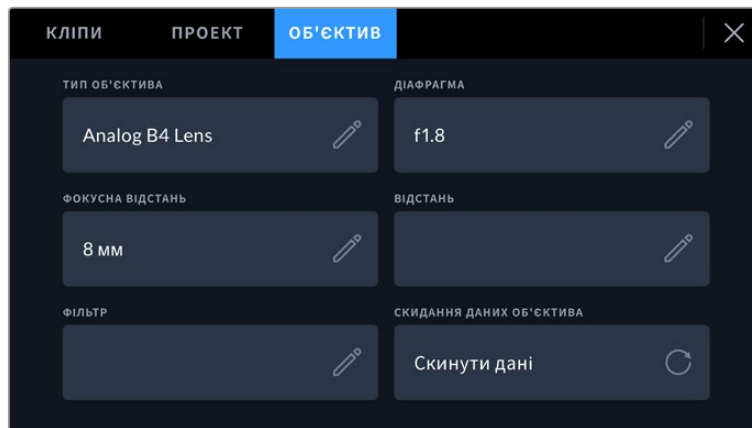 КЛІПИ ПРОЕКТ ОБ'ЄКТИВ
ТИП ОБ'ЄКТИВА ДІАФРАГМА
Analog B4 Lens f1.8
ФОКУСНА ВІДСТАНЬ ВІДСТАНЬ
8 мм
ФІЛЬТР СКИДАННЯ ДАНИХ ОБ'ЄКТИВА
Скинути дані